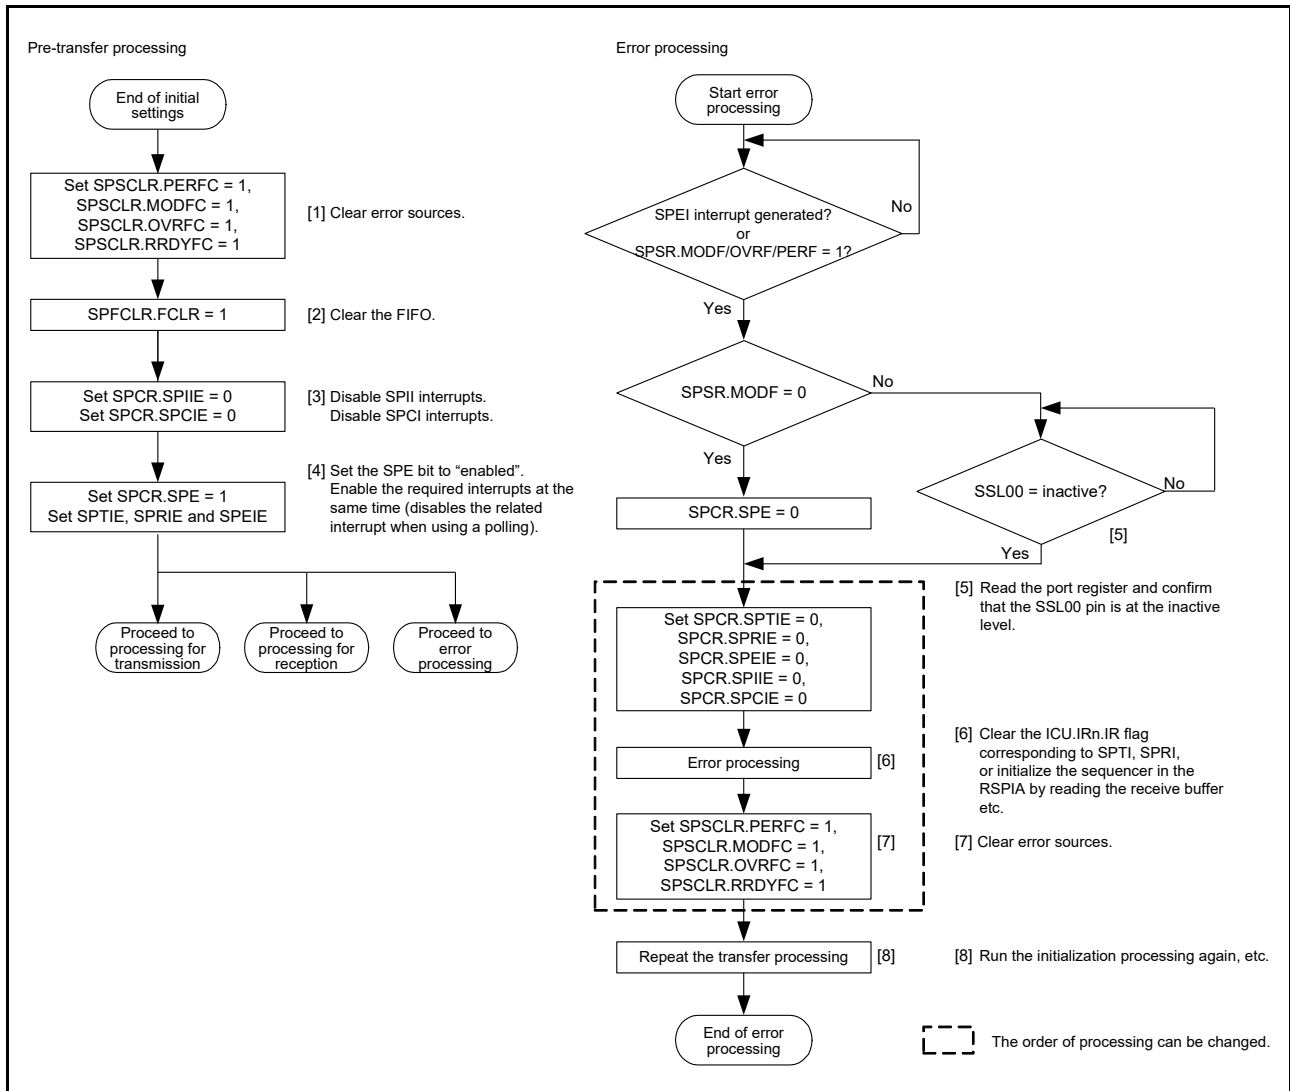 Pre-transfer processing
End of initial
settings
Set SPSCLR.PERFC = 1,
SPSCLR.MODFC = 1,
SPSCLR.OVRFC = 1,
SPSCLR.RRDYFC = 1
[1] Clear error sources.
SPFCLR.FCLR = 1
[2] Clear the FIFO.
Set SPCR.SPIIE = 0
Set SPCR.SPCIE = 0
[3] Disable SPII interrupts.
Disable SPCI interrupts.
Set SPCR.SPE = 1
Set SPTIE, SPRIE and SPEIE
[4] Set the SPE bit to “enabled”.
Enable the required interrupts at the
same time (disables the related
interrupt when using a polling).
Proceed to
processing for
transmission
Proceed to
processing for
reception
Proceed to
error
processing
Error processing
Start error
processing
SPEI interrupt generated?
or
SPSR.MODF/OVRF/PERF = 1?
No
Yes
SPSR.MODF = 0
No
Yes
SSL00 = inactive?
No
[5]
Yes
SPCR.SPE = 0
[5] Read the port register and confirm
that the SSL00 pin is at the inactive
level.
Set SPCR.SPTIE = 0,
SPCR.SPRIE = 0,
SPCR.SPEIE = 0,
SPCR.SPIIE = 0,
SPCR.SPCIE = 0
Error processing
[6]
[6] Clear the ICU.IRn.IR flag
corresponding to SPTI, SPRI,
or initialize the sequencer in the
RSPIA by reading the receive buffer
etc.
Set SPSCLR.PERFC = 1,
SPSCLR.MODFC = 1,
SPSCLR.OVRFC = 1,
SPSCLR.RRDYFC = 1
[7]
[7] Clear error sources.
Repeat the transfer processing
[8]
[8] Run the initialization processing again, etc.
End of error
processing
The order of processing can be changed.